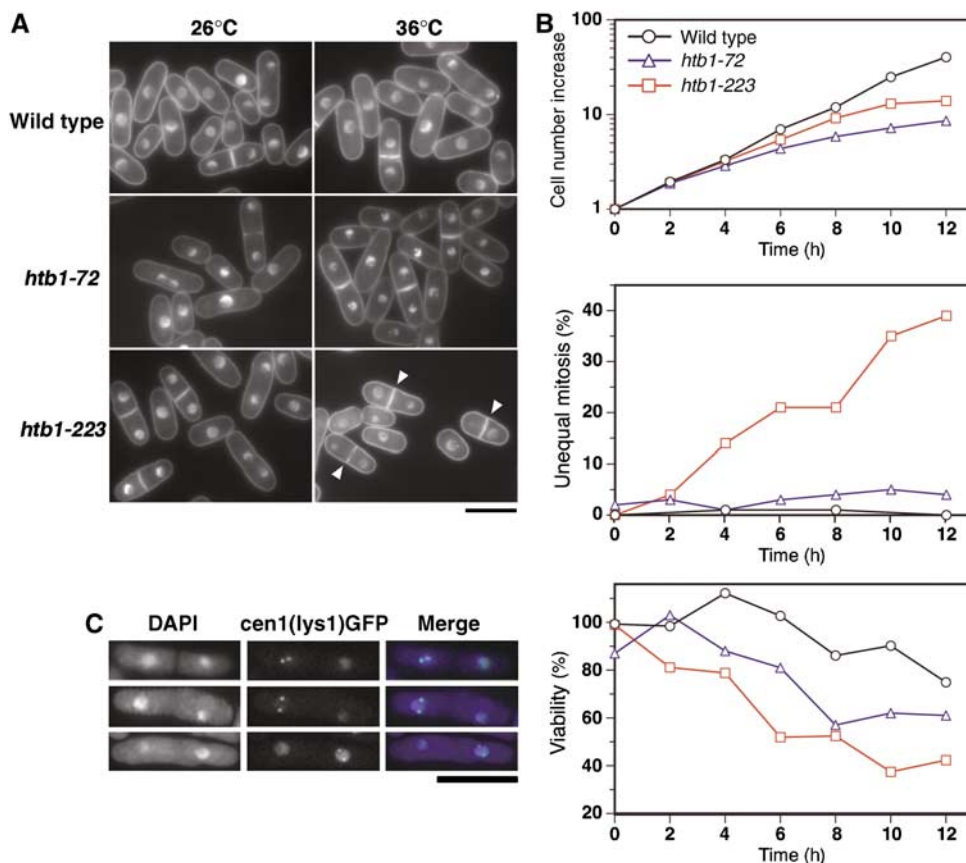 A
26°C 36°C
Wild type
htb1-72
htb1-223
B
Cell number increase
100
10
1
Wild type
htb1-72
htb1-223
0 2 4 6 8 10 12
Time (h)
Unequal mitosis (%)
40
30
20
10
0
0 2 4 6 8 10 12
Time (h)
C
DAPI cen1(lys1)GFP Merge
Viability (%)
100
80
60
40
20
0 2 4 6 8 10 12
Time (h)